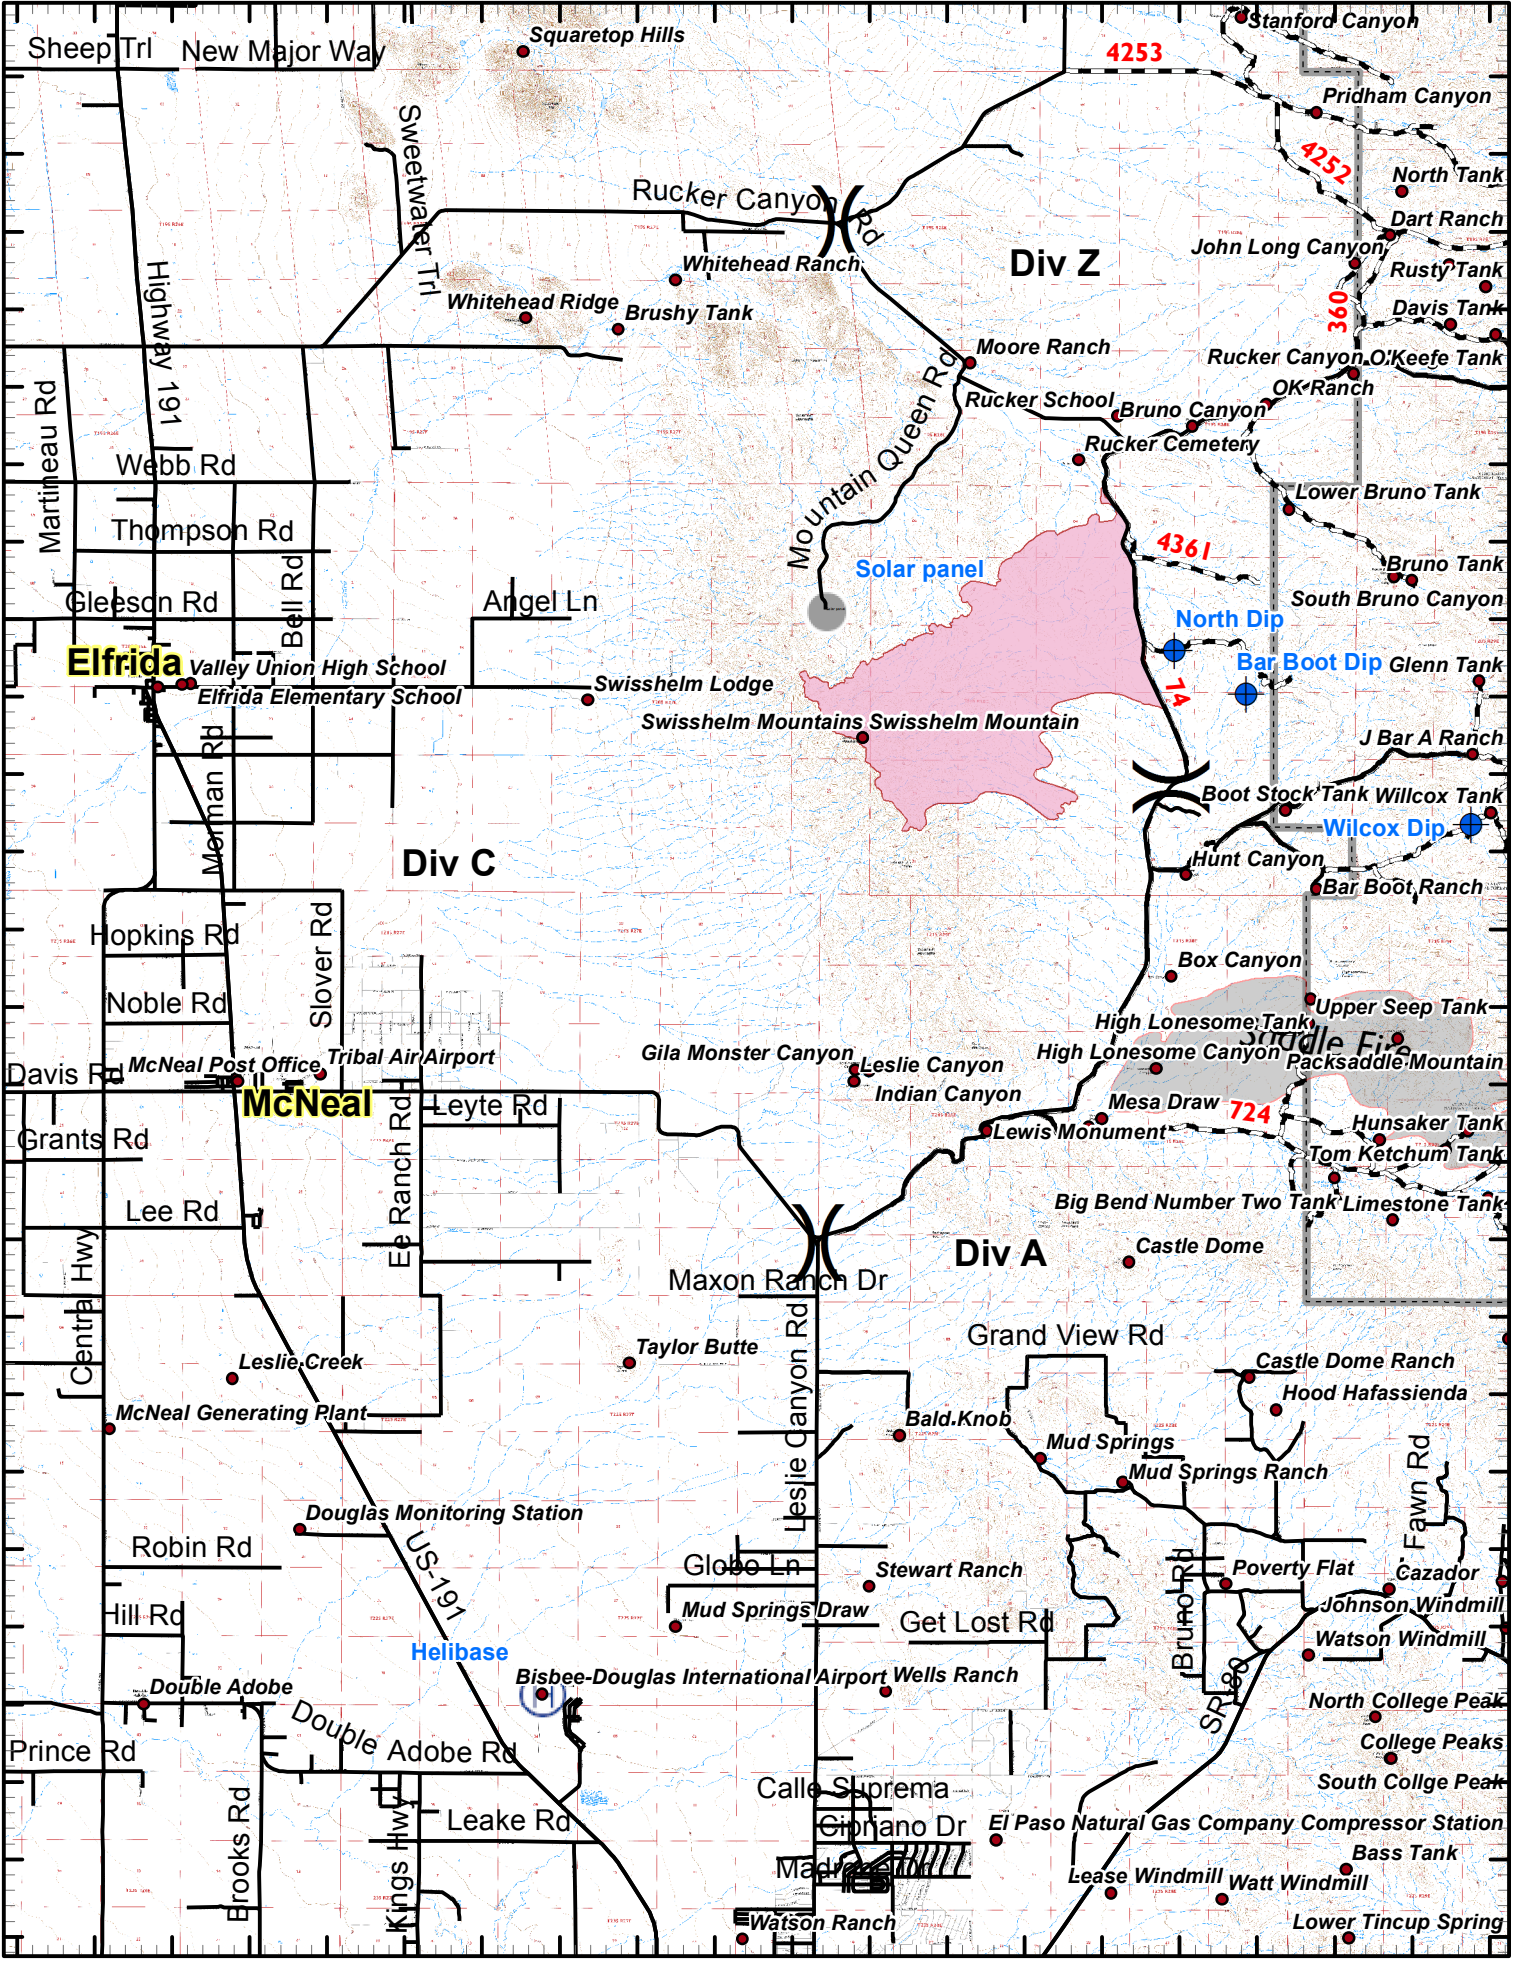 Stanford Canyon
Squaretop Hills
Sheep Trl
New Major Way
4253
Pridham Canyon
Sweetwater Trl
4252
North Tank
Rucker Canyon Rd
Dart Ranch
John Long Canyon
Div Z
Whitehead Ranch
Rusty Tank
Highway 191
Whitehead Ridge
Brushy Tank
360
Davis Tank
Moore Ranch
Rucker Canyon
O'Keefe Tank
OK Ranch
Martineau Rd
Mountain Queen Rd
Rucker School
Bruno Canyon
Rucker Cemetery
Webb Rd
Lower Bruno Tank
Thompson Rd
4361
Solar panel
Bruno Tank
Bell Rd
Gleeson Rd
Angel Ln
South Bruno Canyon
North Dip
Elfrida
Valley Union High School
Bar Boot Dip
Glenn Tank
Elfrida Elementary School
Swisshelm Lodge
74
Swisshelm Mountains
Swisshelm Mountain
J Bar A Ranch
Morman Rd
Boot Stock Tank
Willcox Tank
Wilcox Dip
Div C
Hunt Canyon
Bar Boot Ranch
Slover Rd
Hopkins Rd
Box Canyon
Noble Rd
Upper Seep Tank
High Lonesome Tank
Saddle Fire
Davis Rd
McNeal Post Office
Tribal Air Airport
Gila Monster Canyon
Leslie Canyon
High Lonesome Canyon
Packsaddle Mountain
McNeal
Indian Canyon
Leyte Rd
Mesa Draw
724
Grants Rd
Lewis Monument
Hunsaker Tank
Tom Ketchum Tank
Ee Ranch Rd
Lee Rd
Big Bend Number Two Tank
Limestone Tank
Central Hwy
Div A
Castle Dome
Maxon Ranch Dr
Leslie Canyon Rd
Grand View Rd
Taylor Butte
Leslie Creek
Castle Dome Ranch
Hood Hafassienda
McNeal Generating Plant
Bald Knob
Mud Springs
Fawn Rd
Mud Springs Ranch
Douglas Monitoring Station
US-191
Robin Rd
Globo Ln
Stewart Ranch
Bruno Rd
Poverty Flat
Cazador
Hill Rd
Mud Springs Draw
Johnson Windmill
Get Lost Rd
Helibase
Watson Windmill
Bisbee-Douglas International Airport
Wells Ranch
Double Adobe
SR-80
North College Peak
Double Adobe Rd
Prince Rd
College Peaks
Calle Suprema
South Collge Peak
Brooks Rd
Leake Rd
Kings Hwy
Cipriano Dr
El Paso Natural Gas Company Compressor Station
Bass Tank
Lease Windmill
Watt Windmill
Watson Ranch
Lower Tincup Spring